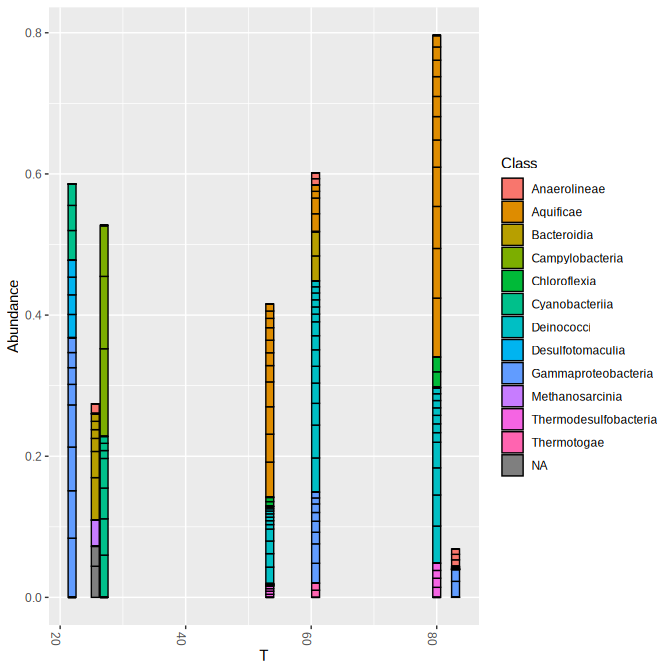 0.8
0.6
0.4
0.2
0.0
Abundance
20
40
60
80
T
Class
Anaerolineae
Aquificae
Bacteroidia
Campylobacteria
Chloroflexia
Cyanobacteriia
Deinococci
Desulfotomaculia
Gammaproteobacteria
Methanosarcinia
Thermodesulfobacteria
Thermotogae
NA